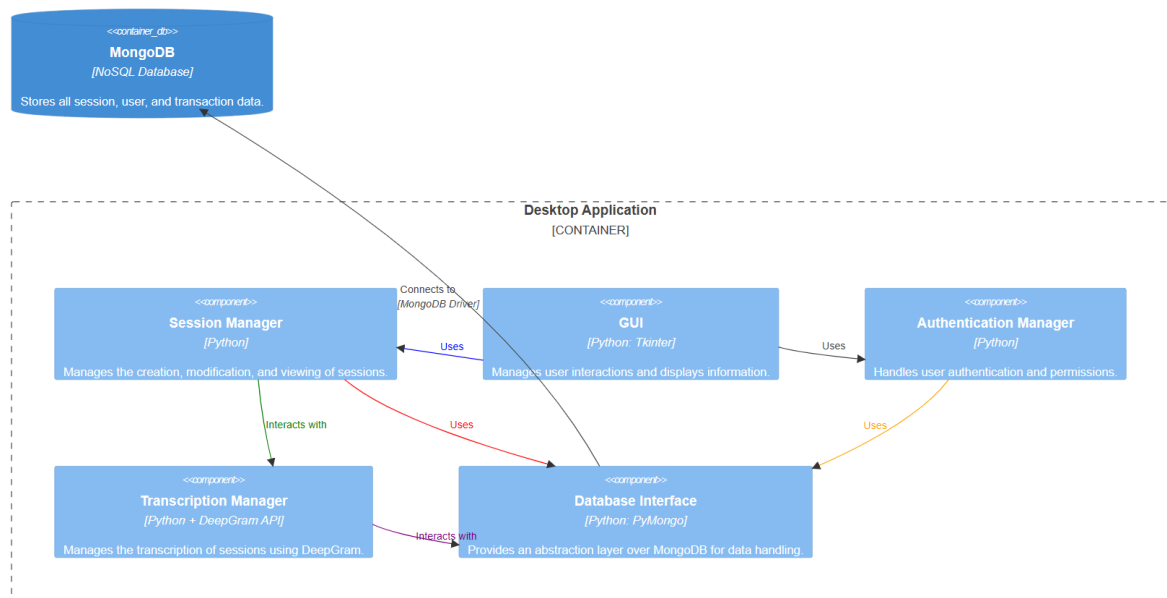 <<container_db>>
MongoDB
[NoSQL Database]
Stores all session, user, and transaction data.
Desktop Application
[CONTAINER]
Connects to
[MongoDB Driver]
<<component>>
Session Manager
[Python]
Manages the creation, modification, and viewing of sessions.
Uses
<<component>>
GUI
[Python: Tkinter]
Manages user interactions and displays information.
Uses
<<component>>
Authentication Manager
[Python]
Handles user authentication and permissions.
Interacts with
Uses
Uses
<<component>>
Transcription Manager
[Python + DeepGram API]
Manages the transcription of sessions using DeepGram.
Interacts with
<<component>>
Database Interface
[Python: PyMongo]
Provides an abstraction layer over MongoDB for data handling.